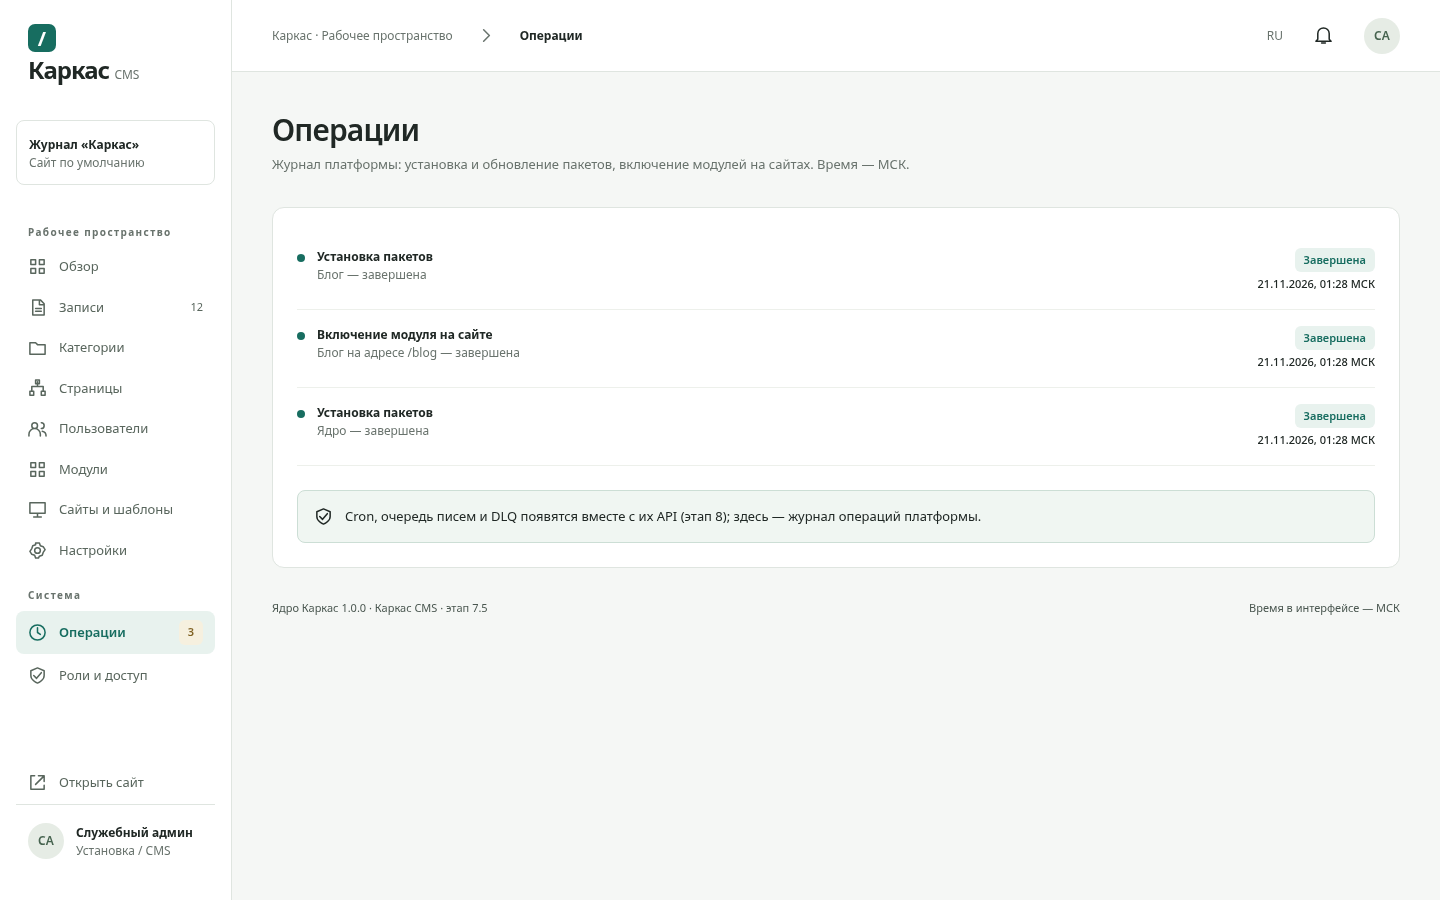 /
Каркас CMS
Журнал «Каркас»
Сайт по умолчанию
Рабочее пространство
Обзор
Записи 12
Категории
Страницы
Пользователи
Модули
Сайты и шаблоны
Настройки
Система
Операции 3
Роли и доступ
Открыть сайт
СА Служебный админ
Установка / CMS
Каркас · Рабочее пространство Операции RU СА
Операции
Журнал платформы: установка и обновление пакетов, включение модулей на сайтах. Время — МСК.
Установка пакетов Завершена
Блог — завершена
21.11.2026, 01:28 МСК
Включение модуля на сайте Завершена
Блог на адресе /blog — завершена
21.11.2026, 01:28 МСК
Установка пакетов Завершена
Ядро — завершена
21.11.2026, 01:28 МСК
Cron, очередь писем и DLQ появятся вместе с их API (этап 8); здесь — журнал операций платформы.
Ядро Каркас 1.0.0 · Каркас CMS · этап 7.5 Время в интерфейсе — МСК